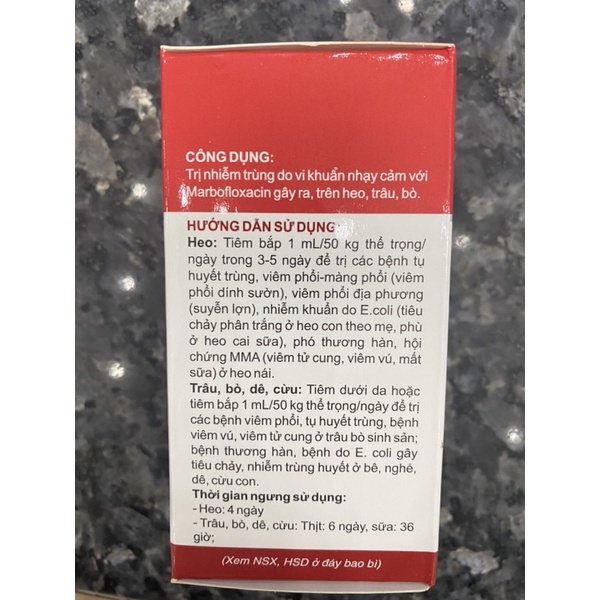 CÔNG DỤNG:
Trị nhiễm trùng do vi khuẩn nhạy cảm với
Marbofloxacin gây ra, trên heo, trâu, bò.
HƯỚNG DẪN SỬ DỤNG
Heo: Tiêm bắp 1 mL/50 kg thể trọng/
ngày trong 3-5 ngày để trị các bệnh tụ
huyết trùng, viêm phổi-màng phổi (viêm
phổi dính sườn), viêm phổi địa phương
(suyễn lợn), nhiễm khuẩn do E.coli (tiêu
chảy phân trắng ở heo con theo mẹ, phù
ở heo cai sữa), phó thương hàn, hội
chứng MMA (viêm tử cung, viêm vú, mất
sữa) ở heo nái.
Trâu, bò, dê, cừu: Tiêm dưới da hoặc
tiêm bắp 1 mL/50 kg thể trọng/ngày để trị
các bệnh viêm phổi, tụ huyết trùng, bệnh
viêm vú, viêm tử cung ở trâu bò sinh sản;
bệnh thương hàn, bệnh do E. coli gây
tiêu chảy, nhiễm trùng huyết ở bê, nghé,
dê, cừu con.
Thời gian ngưng sử dụng:
- Heo: 4 ngày
- Trâu, bò, dê, cừu: Thịt: 6 ngày, sữa: 36
giờ;
(Xem NSX, HSD ở đáy bao bì)